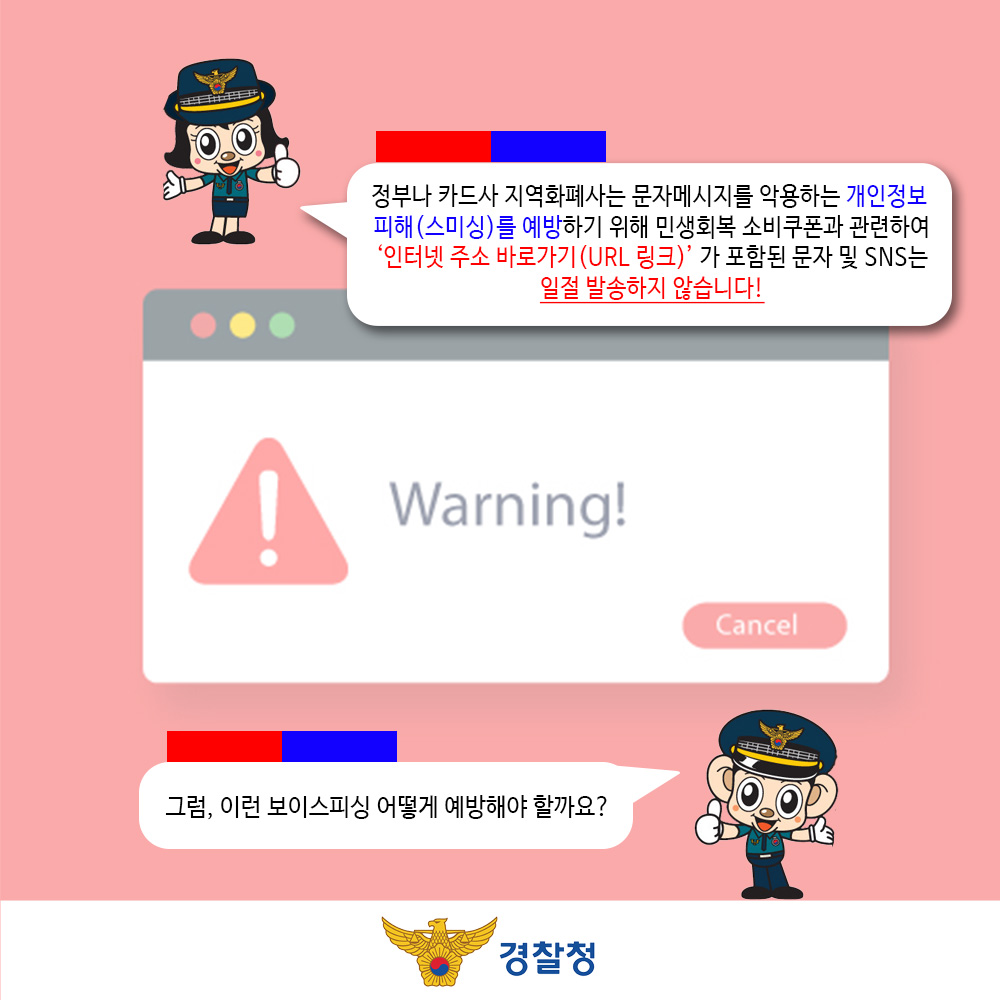 정부나 카드사 지역화폐사는 문자메시지를 악용하는 개인정보
피해(스미싱)를 예방하기 위해 민생회복 소비쿠폰과 관련하여
‘인터넷 주소 바로가기(URL 링크)’ 가 포함된 문자 및 SNS는
일절 발송하지 않습니다!
Warning!
Cancel
그럼, 이런 보이스피싱 어떻게 예방해야 할까요?
경찰청